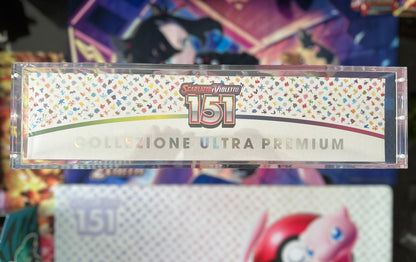 SCARLATTO E VIOLETTO
151
COLLEZIONE ULTRA PREMIUM
151